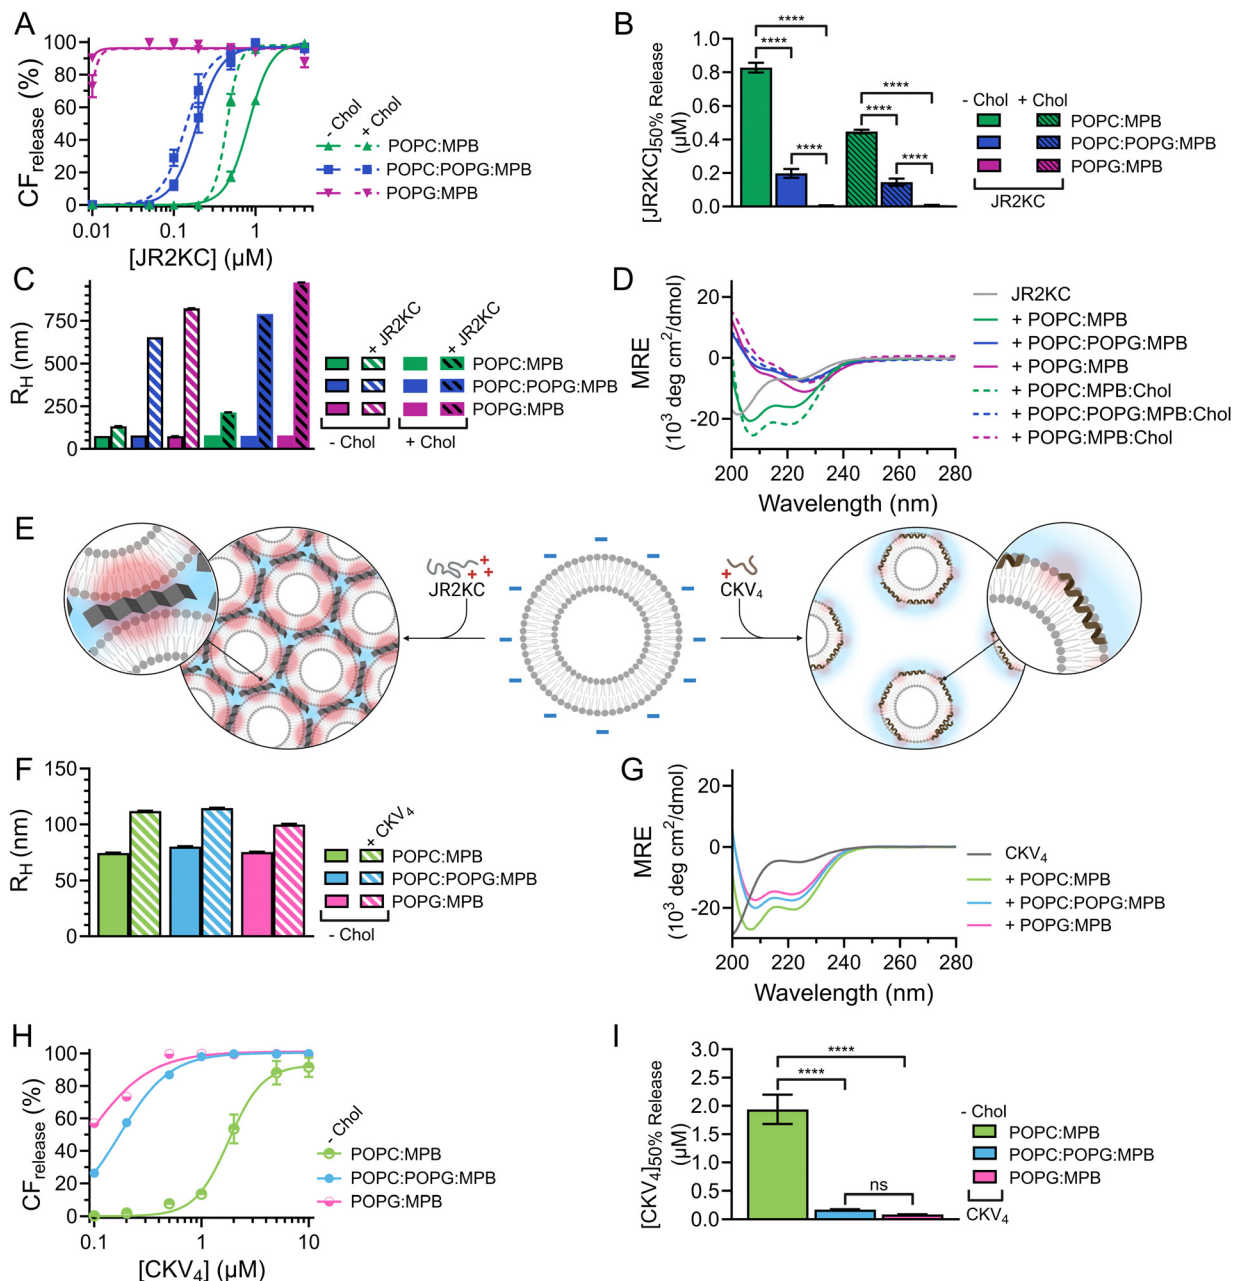 A
CF release (%)
100
80
60
40
20
0
0.01
0.1
1
[JR2KC] (µM)
- Chol
+ Chol
POPC:MPB
POPC:POPG:MPB
POPG:MPB
B
[JR2KC]50% Release
(µM)
1.0
0.8
0.6
0.4
0.2
0.0
****
****
****
****
****
****
- Chol + Chol
POPC:MPB
POPC:POPG:MPB
POPG:MPB
JR2KC
C
RH (nm)
750
500
250
0
+ JR2KC
+ JR2KC
POPC:MPB
POPC:POPG:MPB
POPG:MPB
- Chol
+ Chol
D
MRE
(10³ deg cm²/dmol)
20
0
-20
200 220 240 260 280
Wavelength (nm)
JR2KC
+ POPC:MPB
+ POPC:POPG:MPB
+ POPG:MPB
+ POPC:MPB:Chol
+ POPC:POPG:MPB:Chol
+ POPG:MPB:Chol
E
+ + +
JR2KC
+
CKV₄
F
RH (nm)
150
100
50
0
+ CKV₄
POPC:MPB
POPC:POPG:MPB
POPG:MPB
- Chol
G
MRE
(10³ deg cm²/dmol)
20
0
-20
200 220 240 260 280
Wavelength (nm)
CKV₄
+ POPC:MPB
+ POPC:POPG:MPB
+ POPG:MPB
H
CF release (%)
100
80
60
40
20
0
0.1
1
10
[CKV₄] (µM)
- Chol
POPC:MPB
POPC:POPG:MPB
POPG:MPB
I
[CKV₄]50% Release
(µM)
3.0
2.5
2.0
1.5
1.0
0.5
0.0
****
****
ns
- Chol
POPC:MPB
POPC:POPG:MPB
POPG:MPB
CKV₄